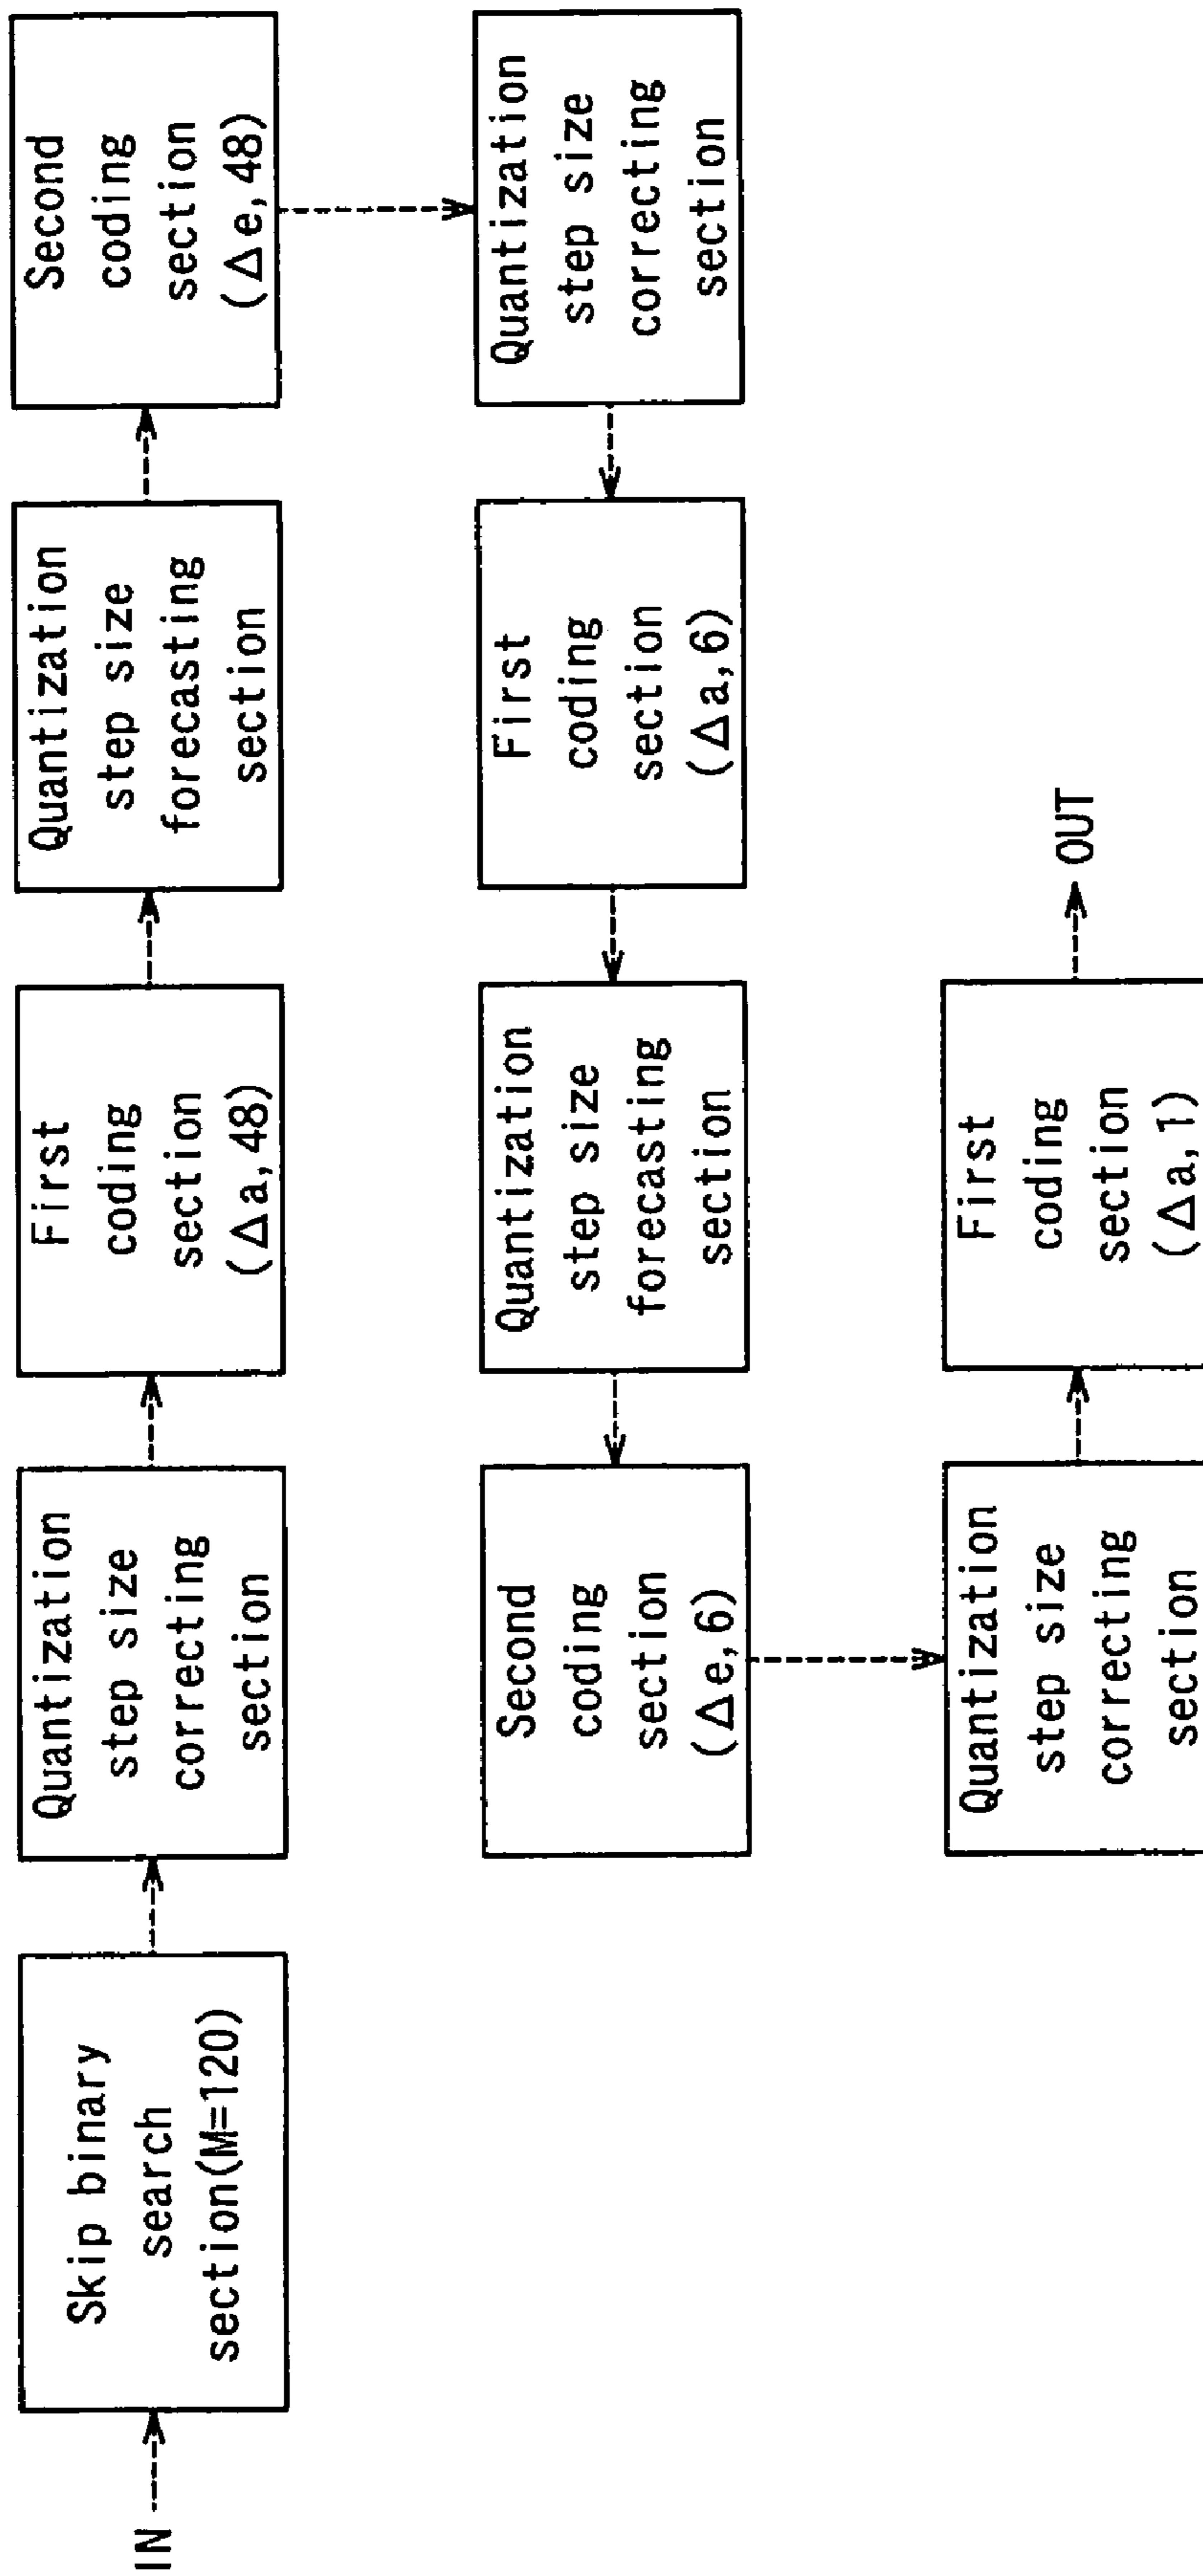 IN
Skip binary
search
section(M=120)
Quantization
step size
correcting
section
First
coding
section
(Δa,48)
Quantization
step size
forecasting
section
Second
coding
section
(Δe,48)
Quantization
step size
correcting
section
First
coding
section
(Δa,6)
Quantization
step size
forecasting
section
Second
coding
section
(Δe,6)
Quantization
step size
correcting
section
First
coding
section
(Δa,1)
OUT